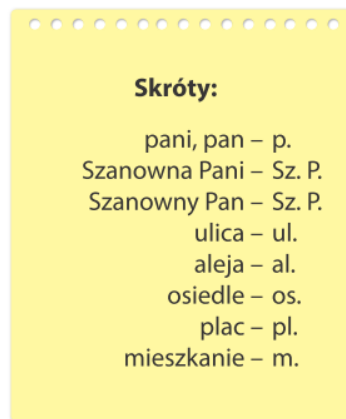 Skróty:
pani, pan – p.
Szanowna Pani – Sz. P.
Szanowny Pan – Sz. P.
ulica – ul.
aleja – al.
osiedle – os.
plac – pl.
mieszkanie – m.